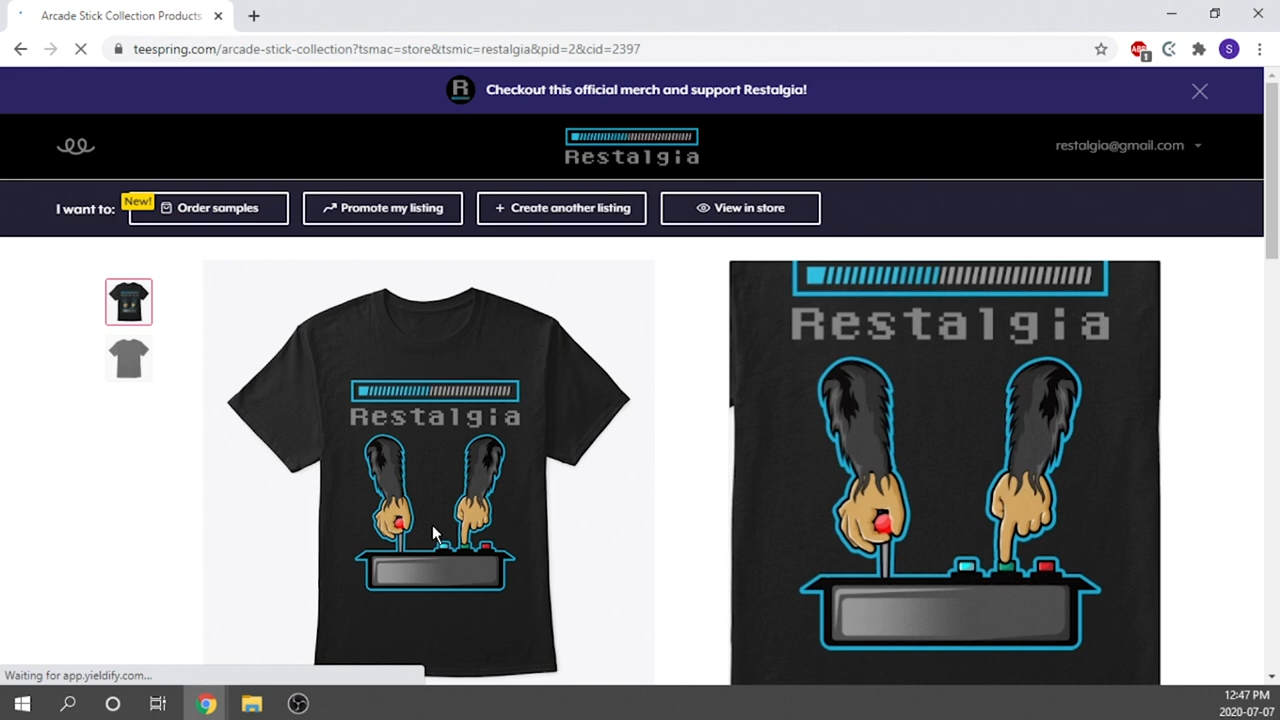 Arcade Stick Collection Products
teespring.com/arcade-stick-collection?tsmac=store&tsmic=restalgia&pid=2&cid=2397
ABP
1
S
R
Checkout this official merch and support Restalgia!
Restalgia
restalgia@gmail.com
I want to:
New!
Order samples
Promote my listing
+ Create another listing
View in store
Restalgia
Restalgia
Waiting for app.yieldify.com...
12:47 PM
2020-07-07